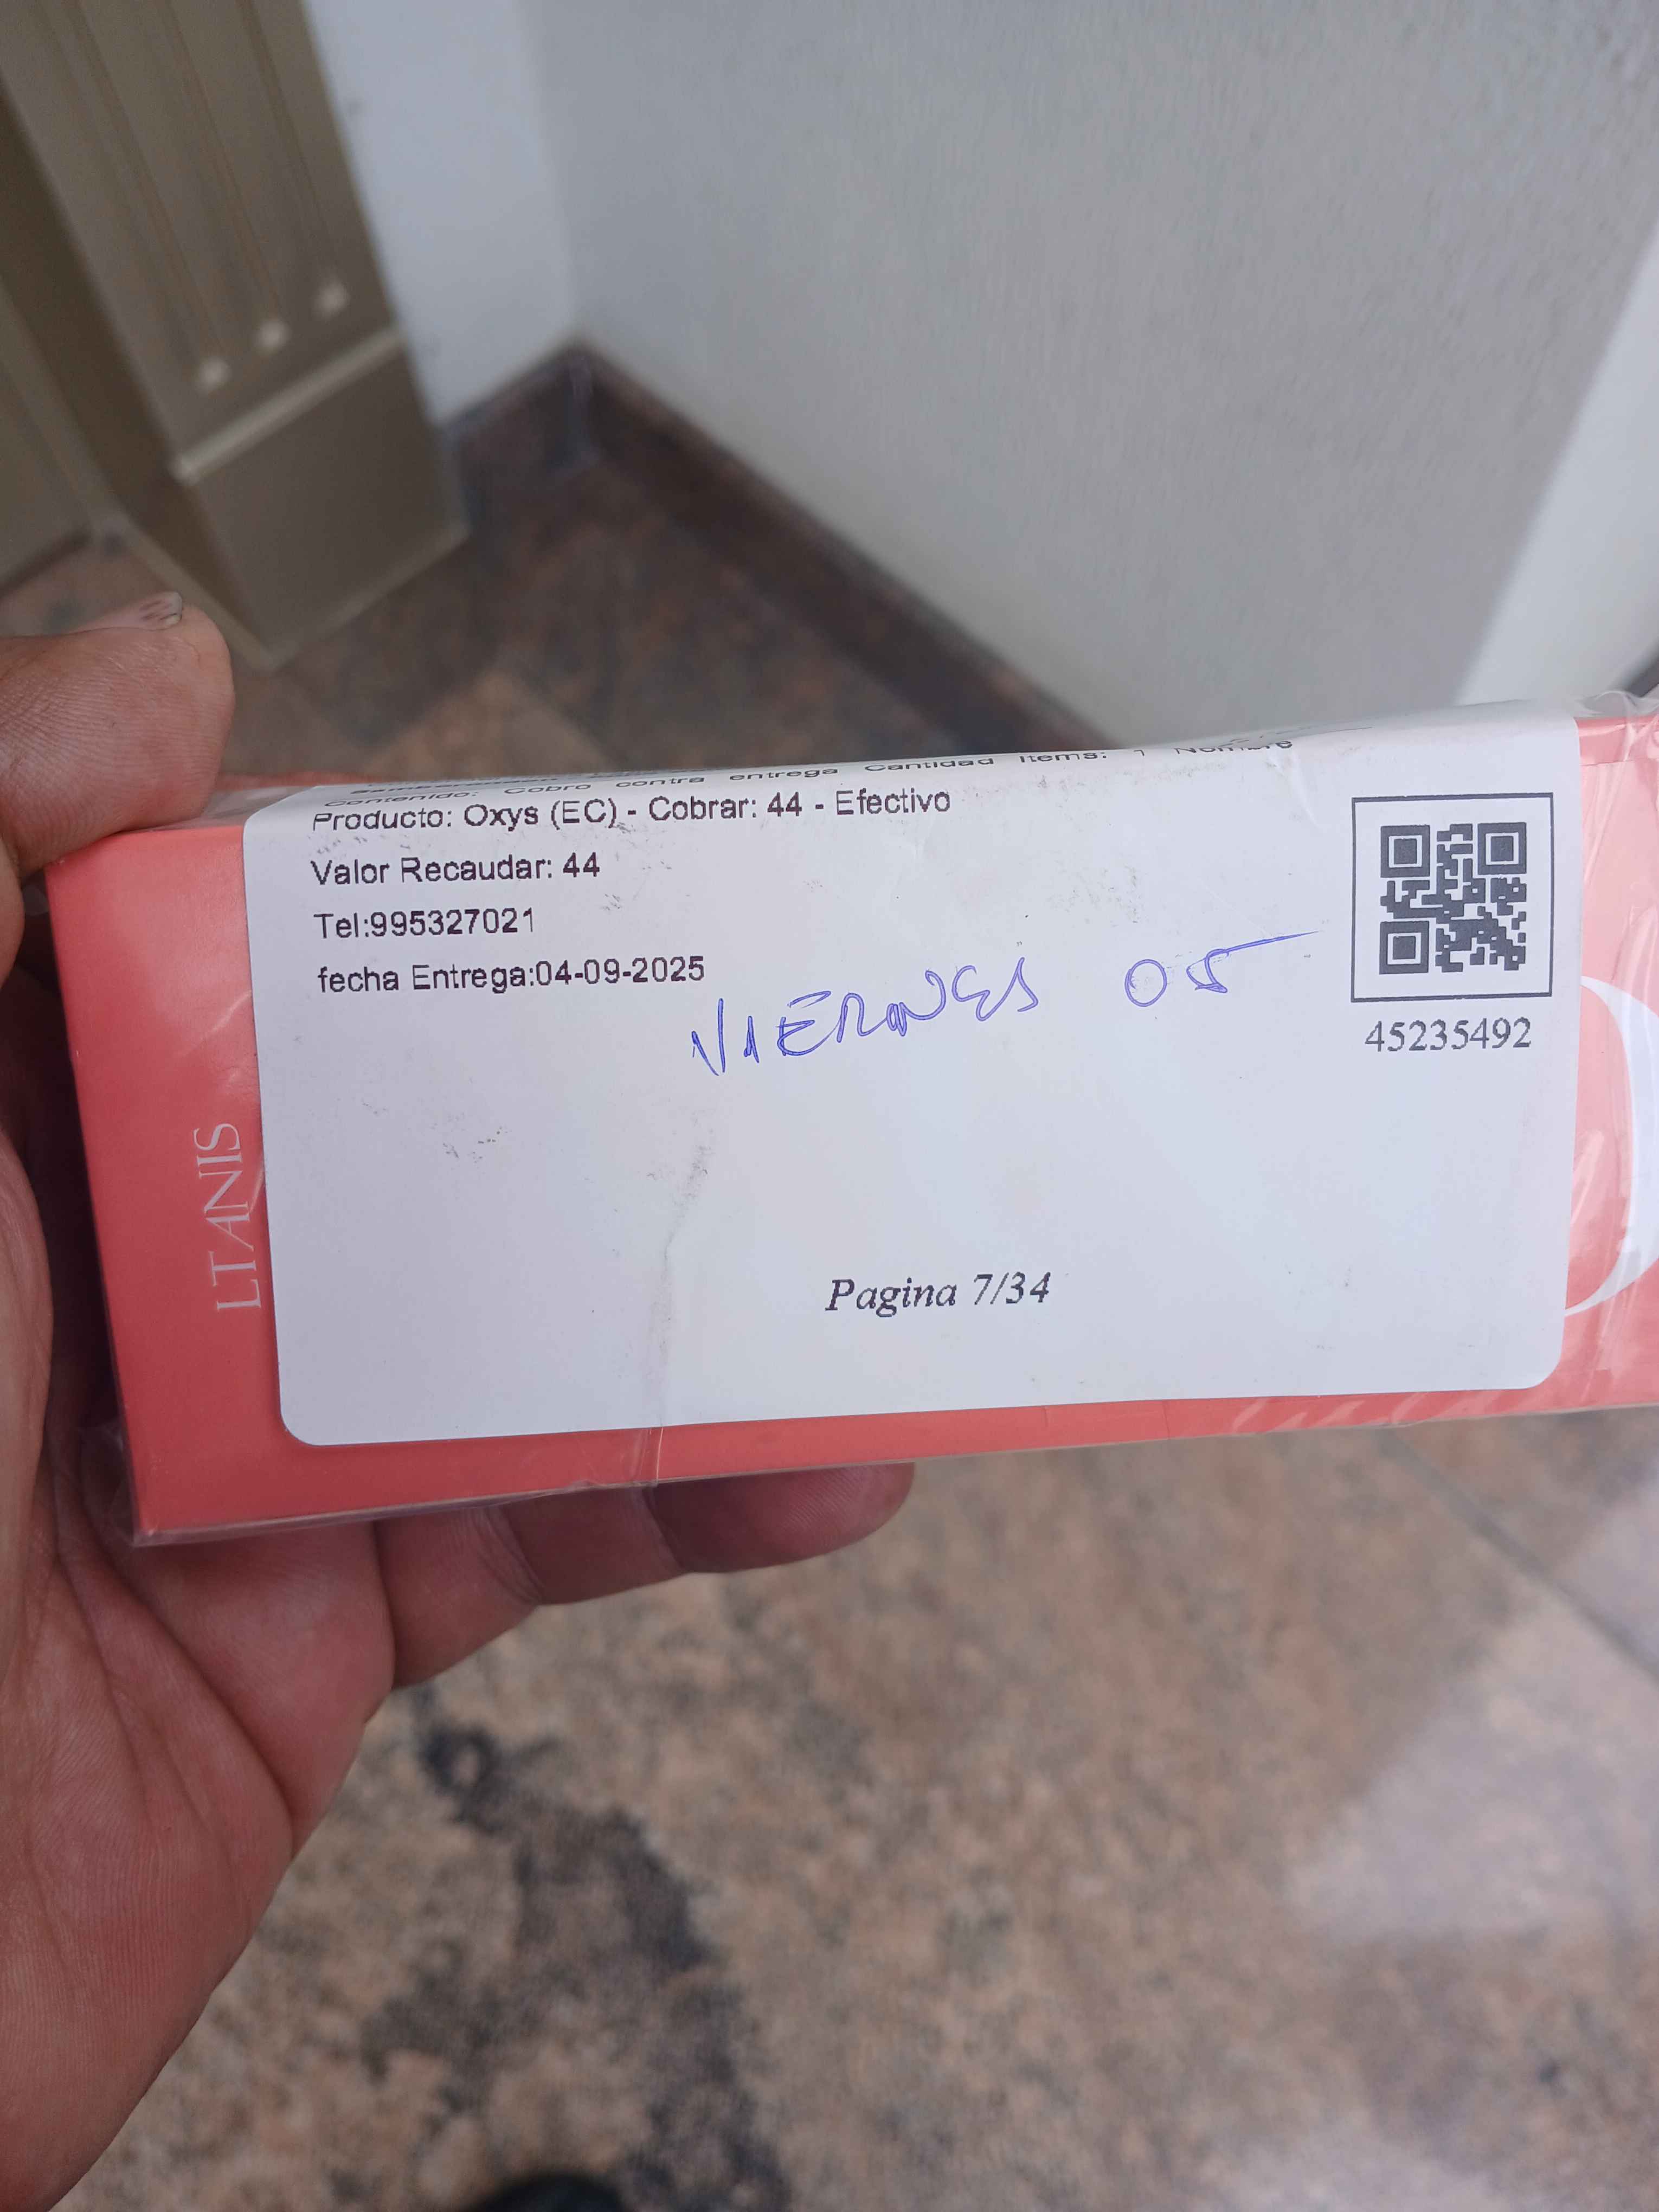 Contenido: Cobro contra entrega Cantidad Items: 1 Nombre
Producto: Oxys (EC) - Cobrar: 44 - Efectivo
Valor Recaudar: 44
Tel:995327021
fecha Entrega:04-09-2025
VIERNES 05
45235492
Pagina 7/34
LTANIS